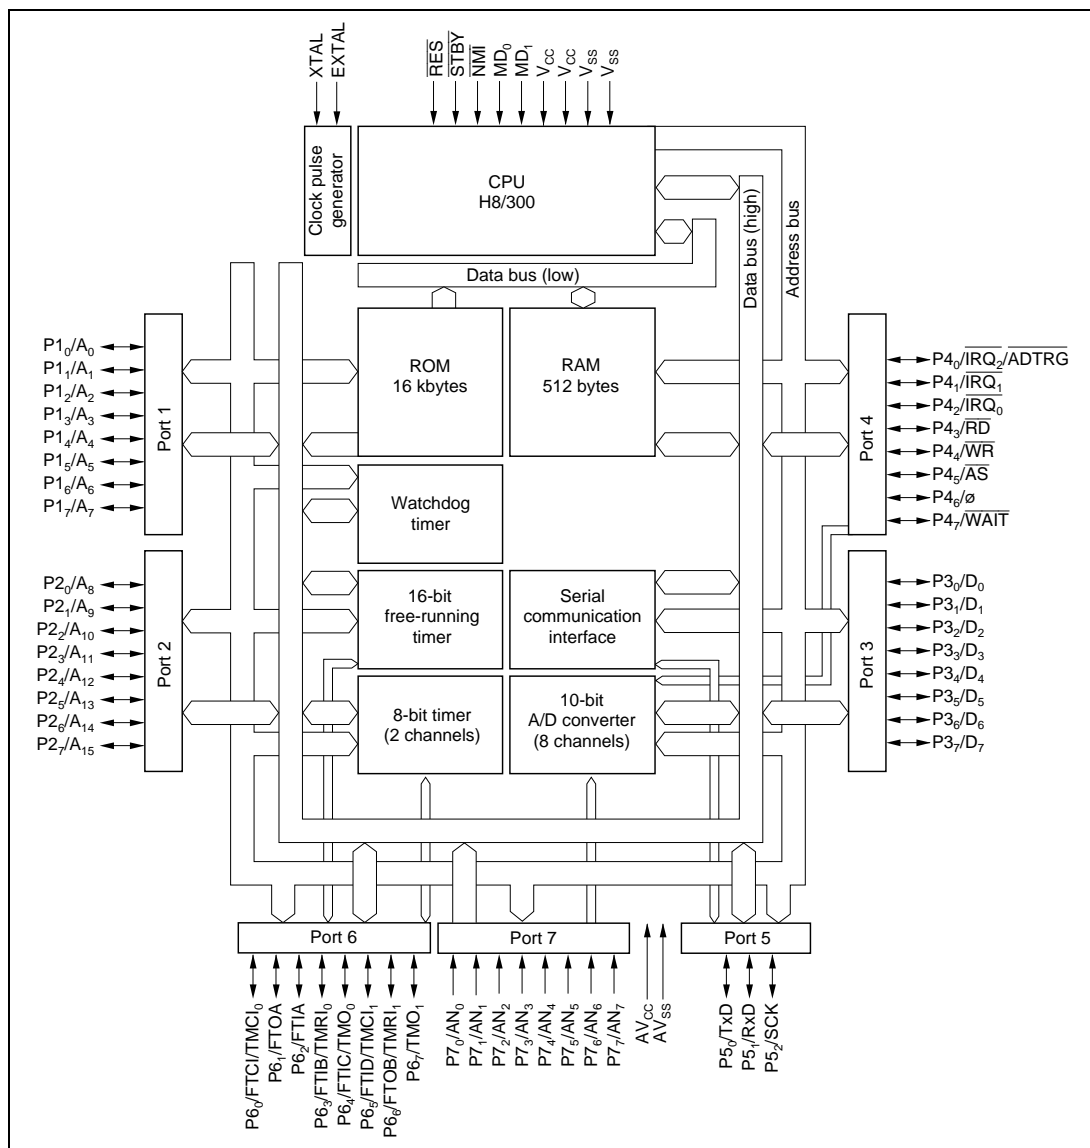 XTAL
EXTAL
RES
STBY
NMI
MD0
MD1
VCC
VCC
VSS
VSS
Clock pulse
generator
CPU
H8/300
Data bus (low)
Data bus (high)
Address bus
P10/A0
P11/A1
P12/A2
P13/A3
P14/A4
P15/A5
P16/A6
P17/A7
Port 1
ROM
16 kbytes
RAM
512 bytes
Port 4
P40/IRQ2/ADTRG
P41/IRQ1
P42/IRQ0
P43/RD
P44/WR
P45/AS
P46/ø
P47/WAIT
Watchdog
timer
P20/A8
P21/A9
P22/A10
P23/A11
P24/A12
P25/A13
P26/A14
P27/A15
Port 2
16-bit
free-running
timer
Serial
communication
interface
8-bit timer
(2 channels)
10-bit
A/D converter
(8 channels)
Port 3
P30/D0
P31/D1
P32/D2
P33/D3
P34/D4
P35/D5
P36/D6
P37/D7
Port 6
Port 7
Port 5
P60/FTCI/TMCI0
P61/FTOA
P62/FTIA
P63/FTIB/TMRI0
P64/FTIC/TMO0
P65/FTID/TMCI1
P66/FTOB/TMRI1
P67/TMO1
P70/AN0
P71/AN1
P72/AN2
P73/AN3
P74/AN4
P75/AN5
P76/AN6
P77/AN7
AVCC
AVSS
P50/TxD
P51/RxD
P52/SCK